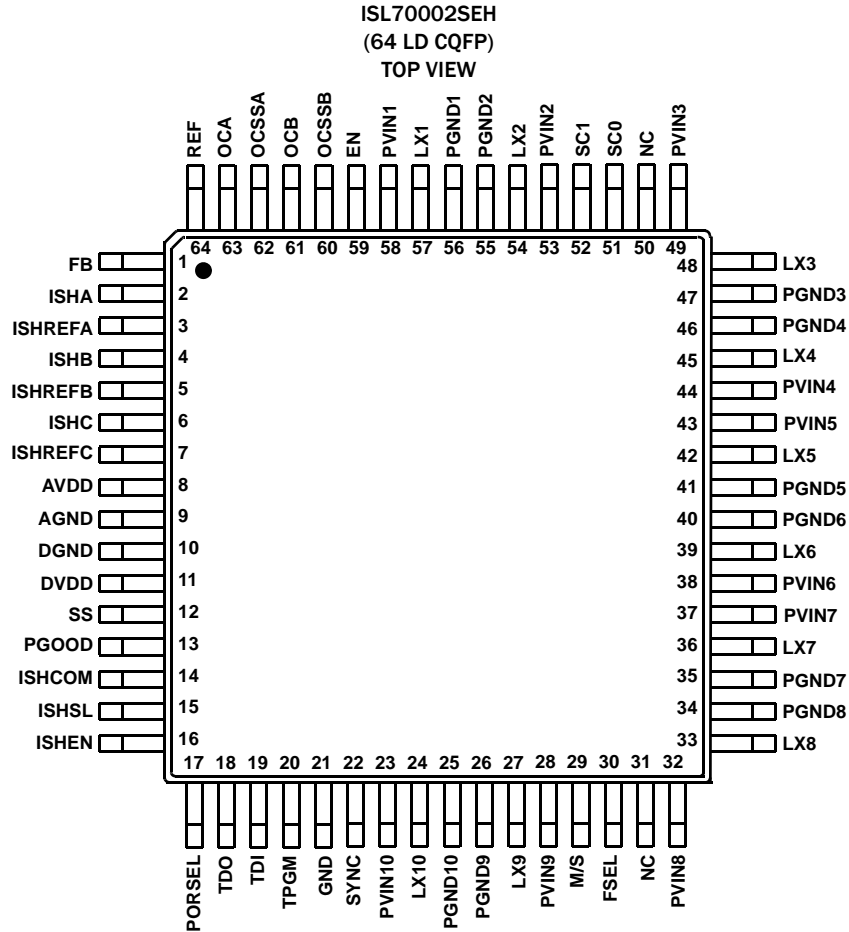 ISL70002SEH
(64 LD CQFP)
TOP VIEW
REF
OCA
OCSSA
OCB
OCSSB
EN
PVIN1
LX1
PGND1
PGND2
LX2
PVIN2
SC1
SC0
NC
PVIN3
64 63 62 61 60 59 58 57 56 55 54 53 52 51 50 49
FB 1
ISHA 2
ISHREFA 3
ISHB 4
ISHREFB 5
ISHC 6
ISHREFC 7
AVDD 8
AGND 9
DGND 10
DVDD 11
SS 12
PGOOD 13
ISHCOM 14
ISHSL 15
ISHEN 16
48 LX3
47 PGND3
46 PGND4
45 LX4
44 PVIN4
43 PVIN5
42 LX5
41 PGND5
40 PGND6
39 LX6
38 PVIN6
37 PVIN7
36 LX7
35 PGND7
34 PGND8
33 LX8
17 18 19 20 21 22 23 24 25 26 27 28 29 30 31 32
PORSEL
TDO
TDI
TPGM
GND
SYNC
PVIN10
LX10
PGND10
PGND9
LX9
PVIN9
M/S
FSEL
NC
PVIN8